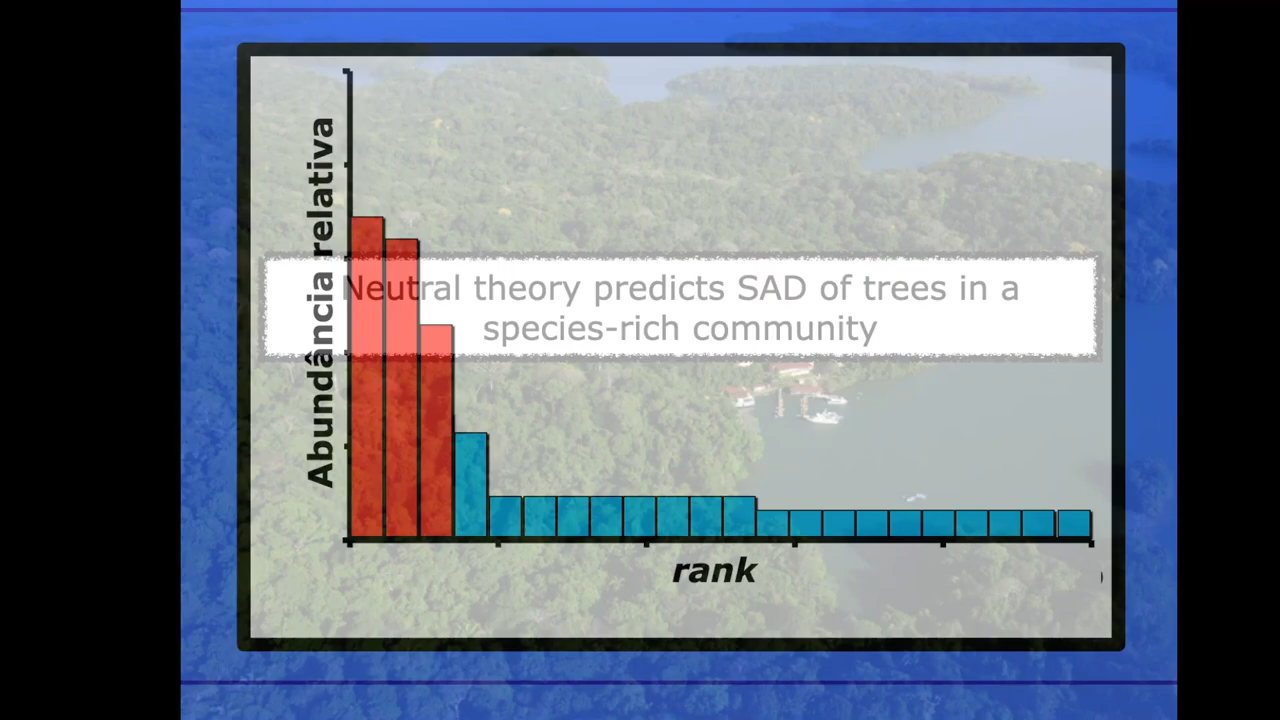 Abundância relativa
Neutral theory predicts SAD of trees in a
species-rich community
rank